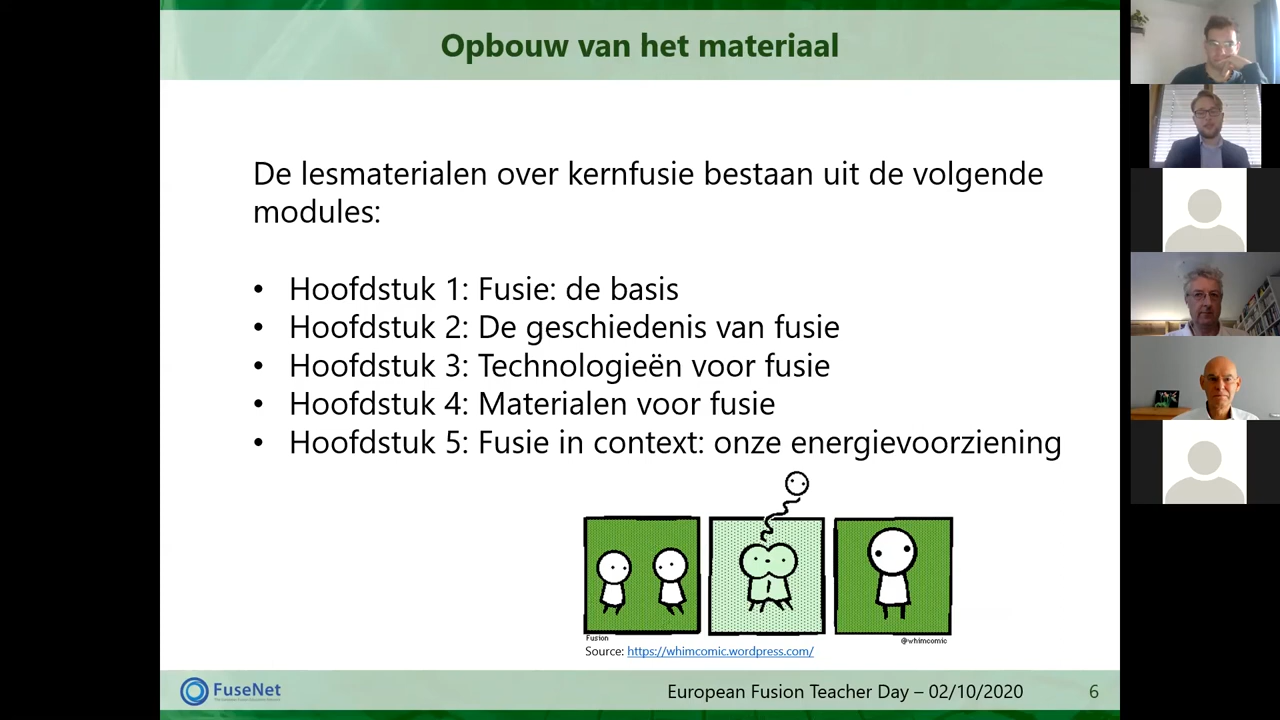 Opbouw van het materiaal
De lesmaterialen over kernfusie bestaan uit de volgende
modules:
• Hoofdstuk 1: Fusie: de basis
• Hoofdstuk 2: De geschiedenis van fusie
• Hoofdstuk 3: Technologieën voor fusie
• Hoofdstuk 4: Materialen voor fusie
• Hoofdstuk 5: Fusie in context: onze energievoorziening
Fusion
@whimcomic
Source: https://whimcomic.wordpress.com/
FuseNet
European Fusion Teacher Day – 02/10/2020
6